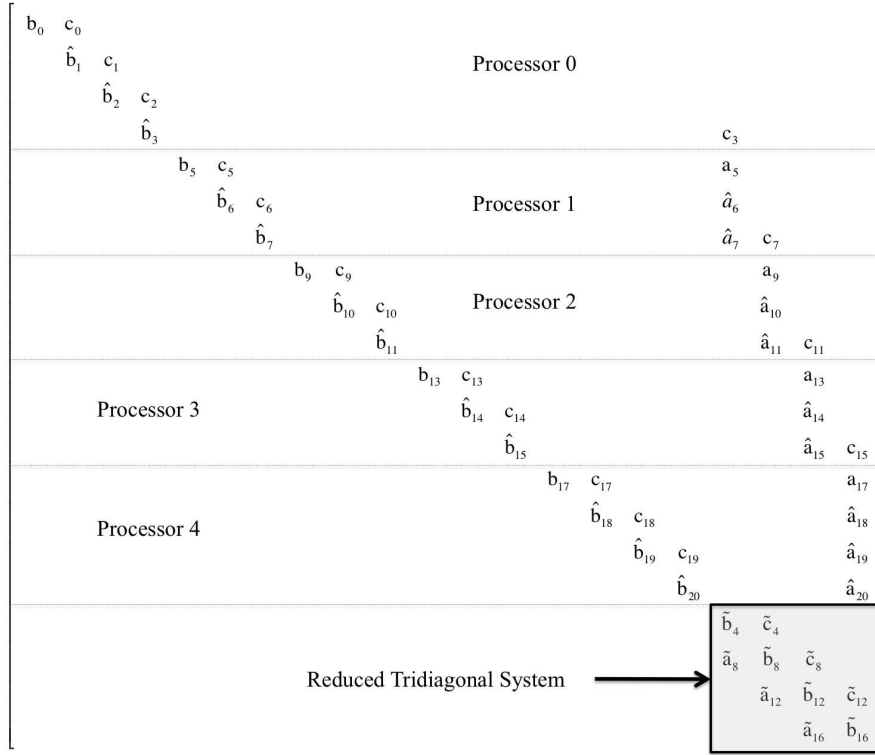 b₀ c₀
b̂₁ c₁ Processor 0
b̂₂ c₂
b̂₃ c₃
b₅ c₅ a₅
b̂₆ c₆ Processor 1 â₆
b̂₇ â₇ c₇
b₉ c₉ a₉
b̂₁₀ c₁₀ Processor 2 â₁₀
b̂₁₁ â₁₁ c₁₁
b₁₃ c₁₃ a₁₃
Processor 3 b̂₁₄ c₁₄ â₁₄
b̂₁₅ â₁₅ c₁₅
b₁₇ c₁₇ a₁₇
Processor 4 b̂₁₈ c₁₈ â₁₈
b̂₁₉ c₁₉ â₁₉
b̂₂₀ â₂₀
b̃₄ c̃₄
Reduced Tridiagonal System ã₈ b̃₈ c̃₈
ã₁₂ b̃₁₂ c̃₁₂
ã₁₆ b̃₁₆